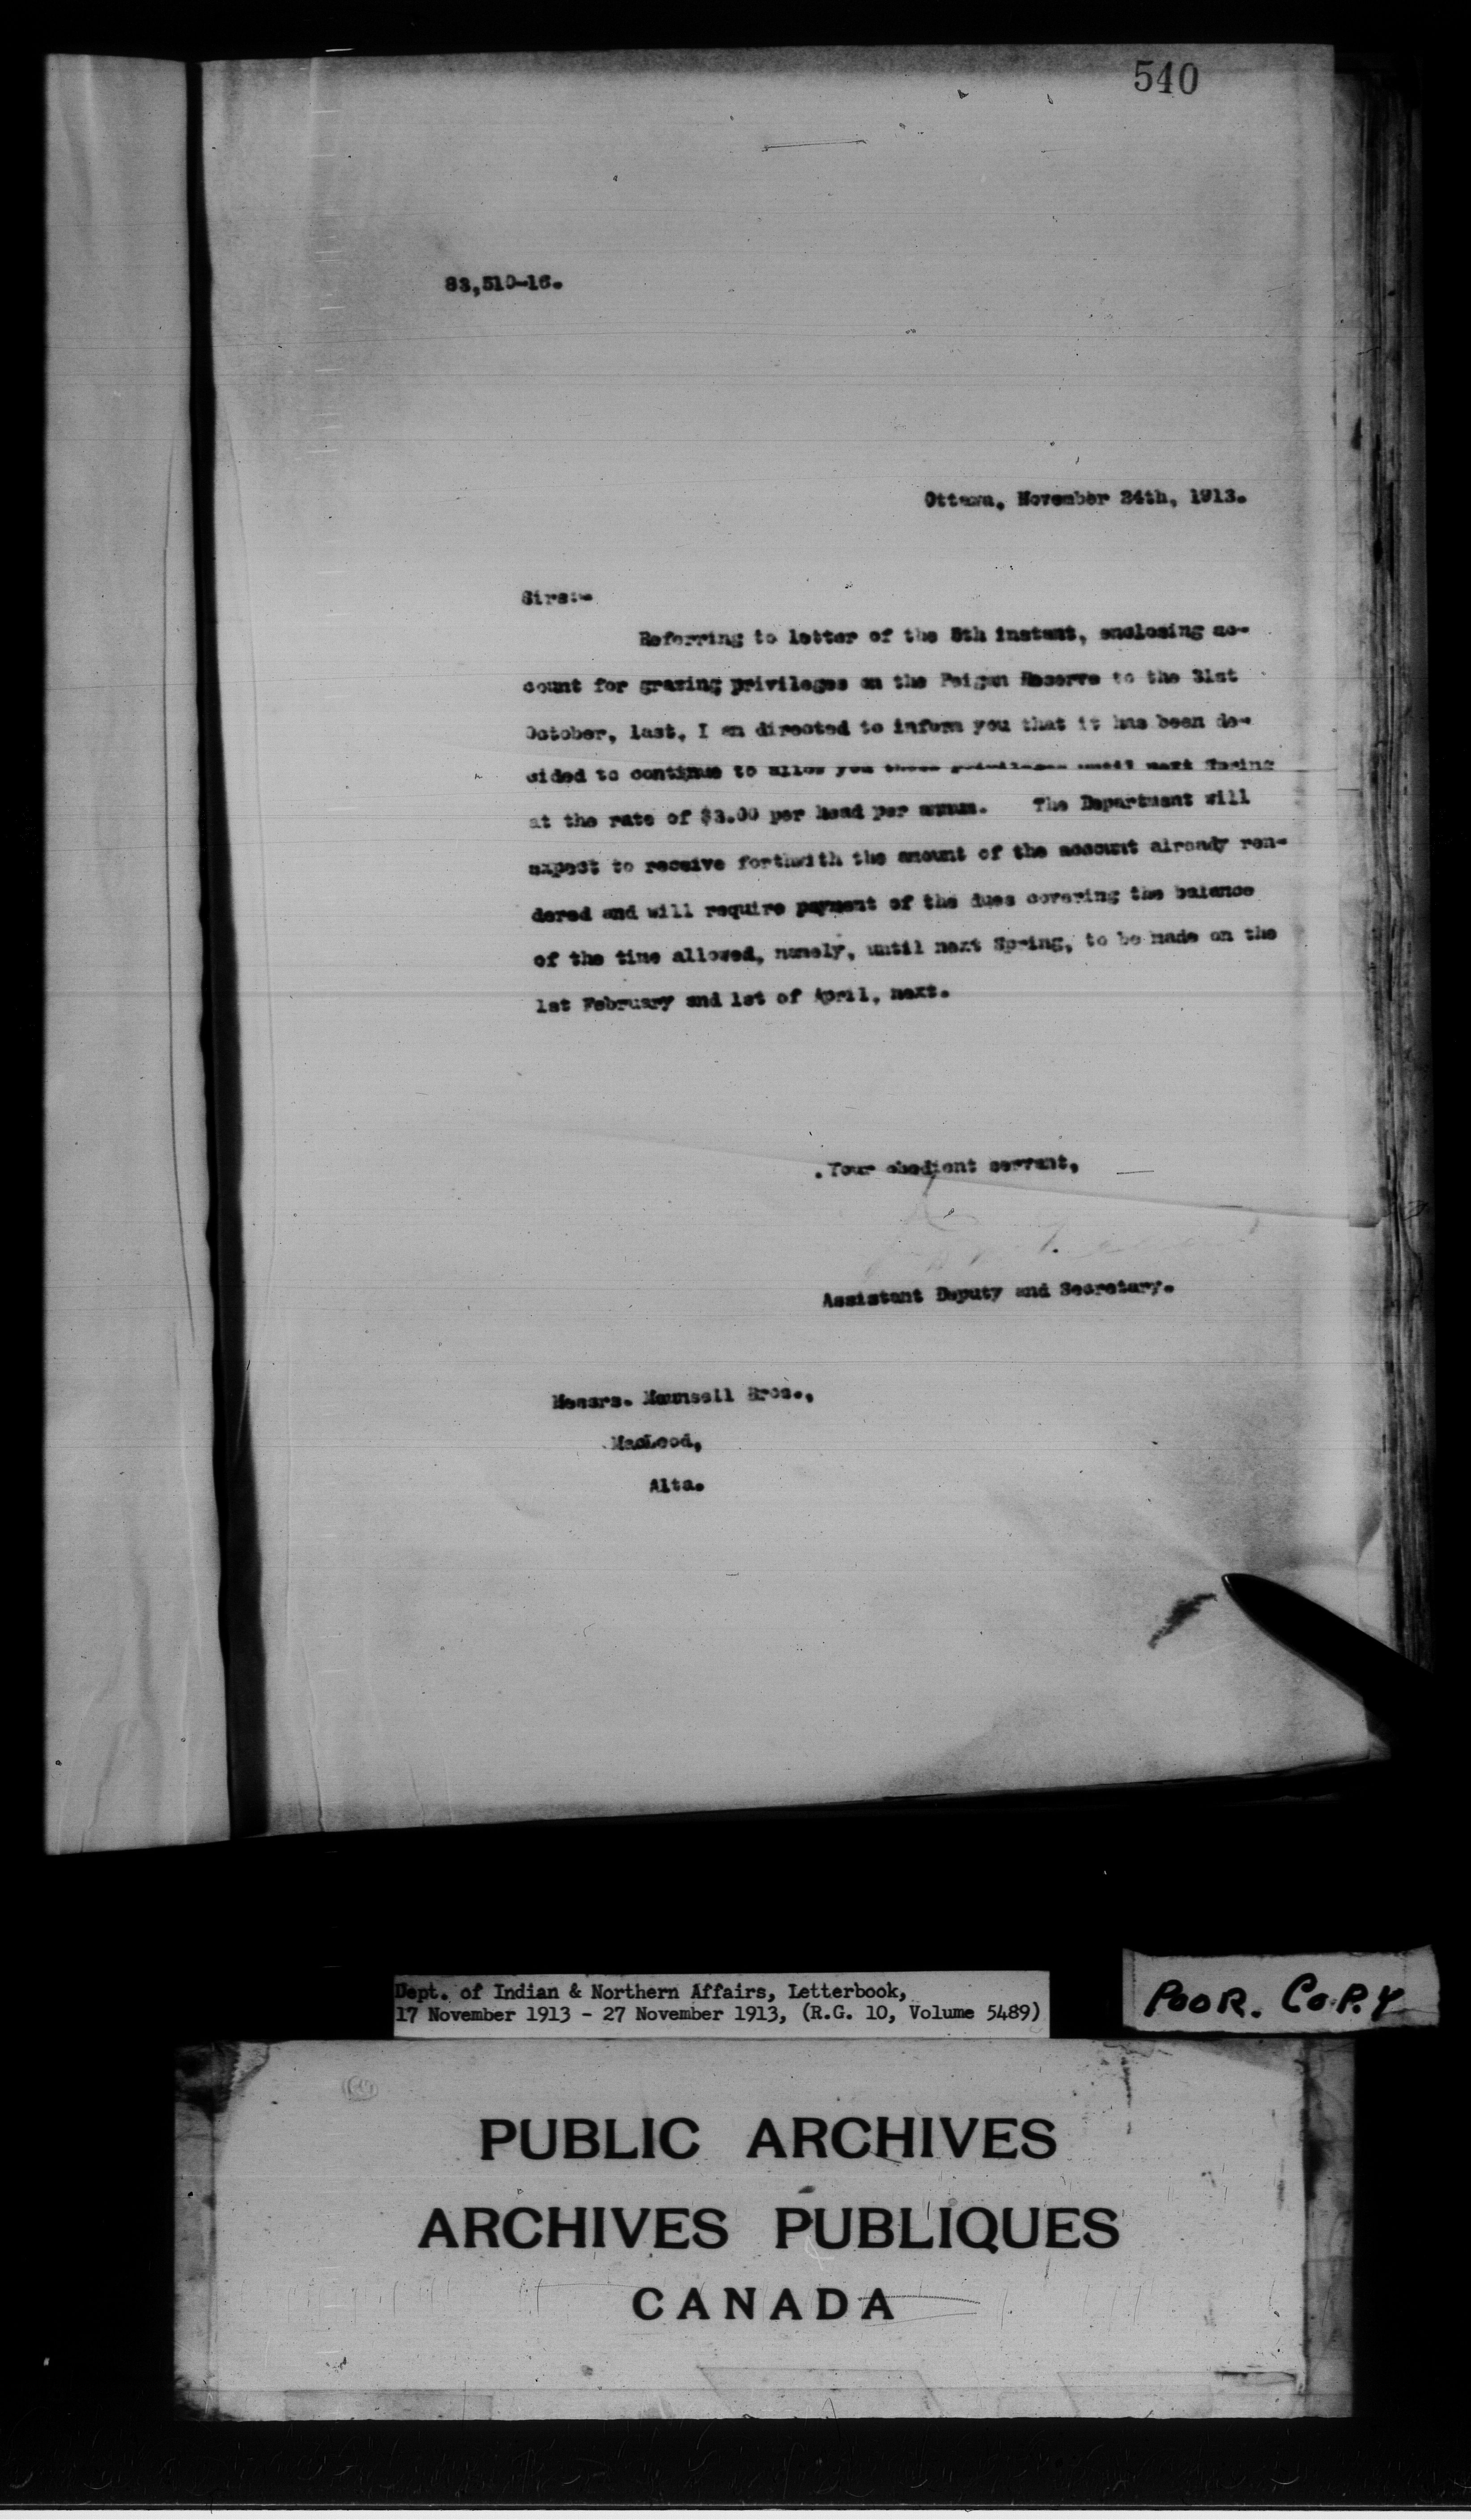 540
83,510-16.
Ottawa, November 24th, 1913.
Sirs:-
Referring to letter of the 5th instant, enclosing ac-
count for grazing privileges on the Peigan Reserve to the 31st
October, last, I am directed to inform you that it has been de-
cided to continue to allow you these privileges until next Spring
at the rate of $3.00 per head per annum. The Department will
expect to receive forthwith the amount of the account already ren-
dered and will require payment of the dues covering the balance
of the time allowed, namely, until next Spring, to be made on the
1st February and 1st of April, next.
Your obedient servant,
Assistant Deputy and Secretary.
Messrs. Maunsell Bros.,
MacLeod,
Alta.
Dept. of Indian & Northern Affairs, Letterbook,
17 November 1913 - 27 November 1913, (R.G. 10, Volume 5489)
POOR. COPY
PUBLIC ARCHIVES
ARCHIVES PUBLIQUES
CANADA